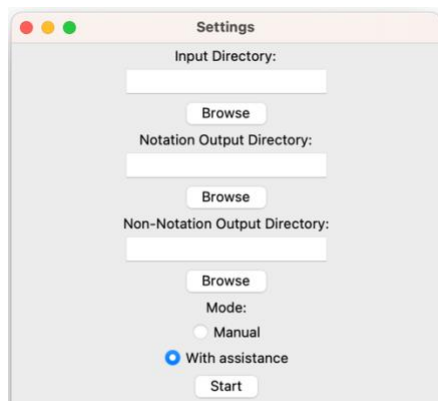 Settings
Input Directory:
Browse
Notation Output Directory:
Browse
Non-Notation Output Directory:
Browse
Mode:
Manual
With assistance
Start